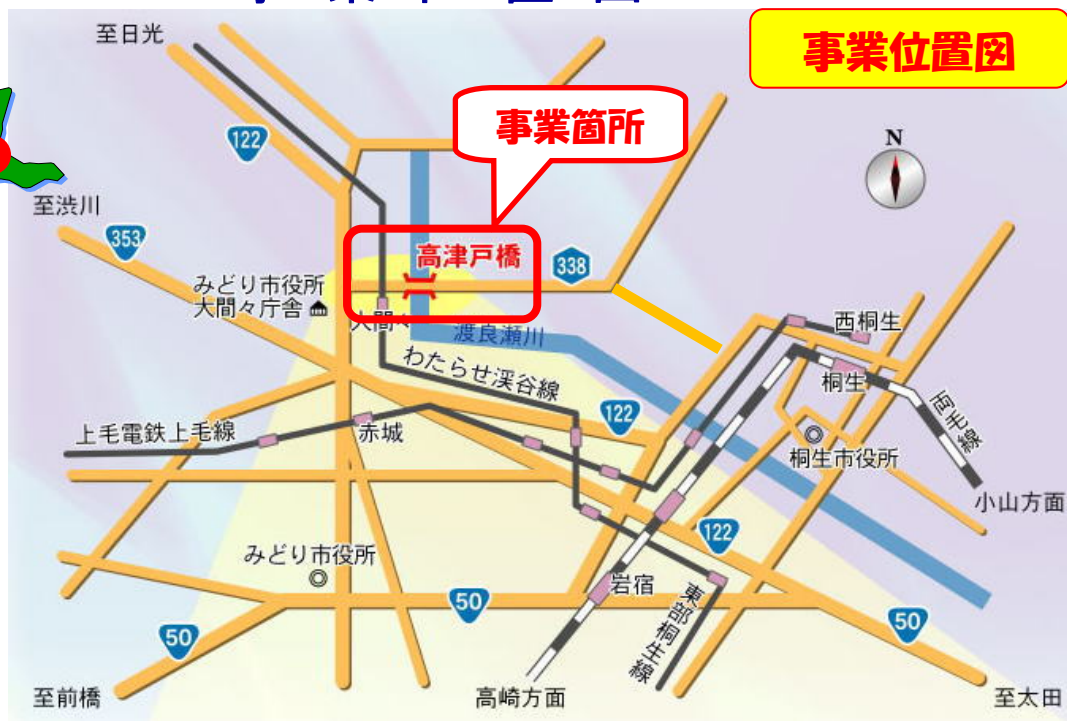 事業位置図
至日光
事業箇所
122
N
至渋川
353
高津戸橋
338
みどり市役所
大間々庁舎
大間々
渡良瀬川
西桐生
わたらせ渓谷線
桐生
両毛線
122
上毛電鉄上毛線
赤城
桐生市役所
小山方面
122
みどり市役所
50
岩宿
東部桐生線
50
50
至前橋
高崎方面
至太田